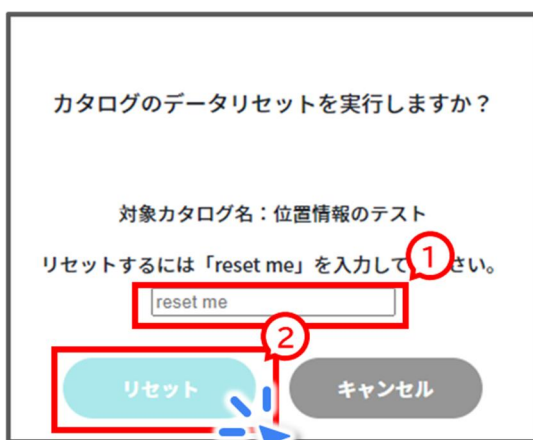 カタログのデータリセットを実行しますか？
対象カタログ名：位置情報のテスト
リセットするには「reset me」を入力して さい。
1
reset me
2
リセット
キャンセル